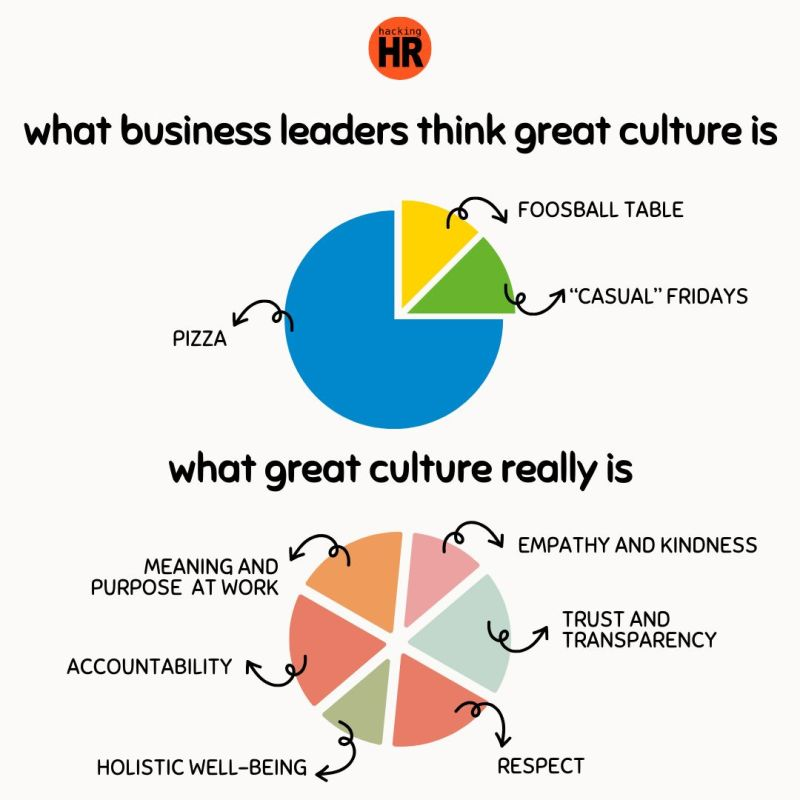 hacking
HR
what business leaders think great culture is
FOOSBALL TABLE
“CASUAL” FRIDAYS
PIZZA
what great culture really is
EMPATHY AND KINDNESS
MEANING AND
PURPOSE AT WORK
TRUST AND
TRANSPARENCY
ACCOUNTABILITY
HOLISTIC WELL-BEING
RESPECT